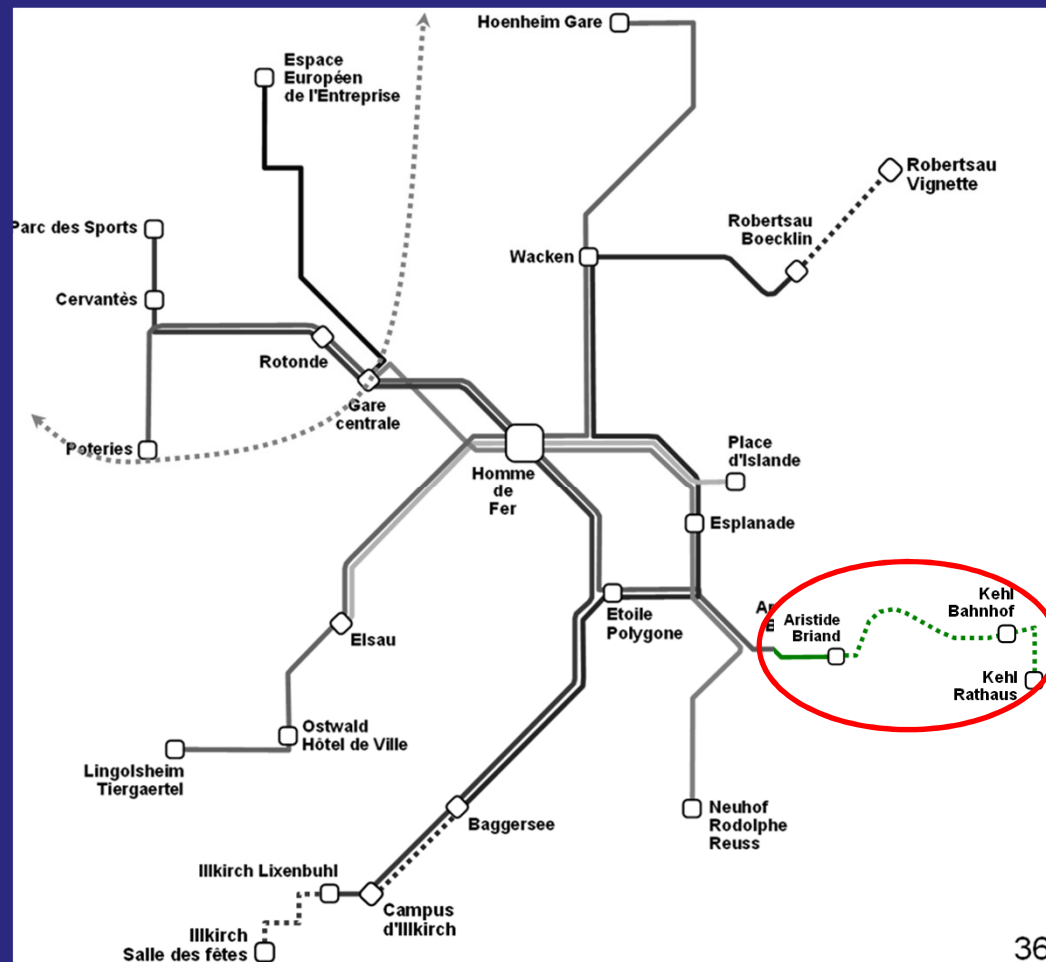 Hoenheim Gare
Espace
Européen
de l'Entreprise
Robertsau
Vignette
Robertsau
Boecklin
Parc des Sports
Wacken
Cervantès
Rotonde
Gare
centrale
Poteries
Place
d'Islande
Homme
de
Fer
Esplanade
Kehl
Bahnhof
Etoile
Polygone
Aristide
Briand
Elsau
Kehl
Rathaus
Ostwald
Hôtel de Ville
Lingolsheim
Tiergaertel
Neuhof
Rodolphe
Reuss
Baggersee
Illkirch Lixenbuhl
Campus
d'Illkirch
Illkirch
Salle des fêtes
36